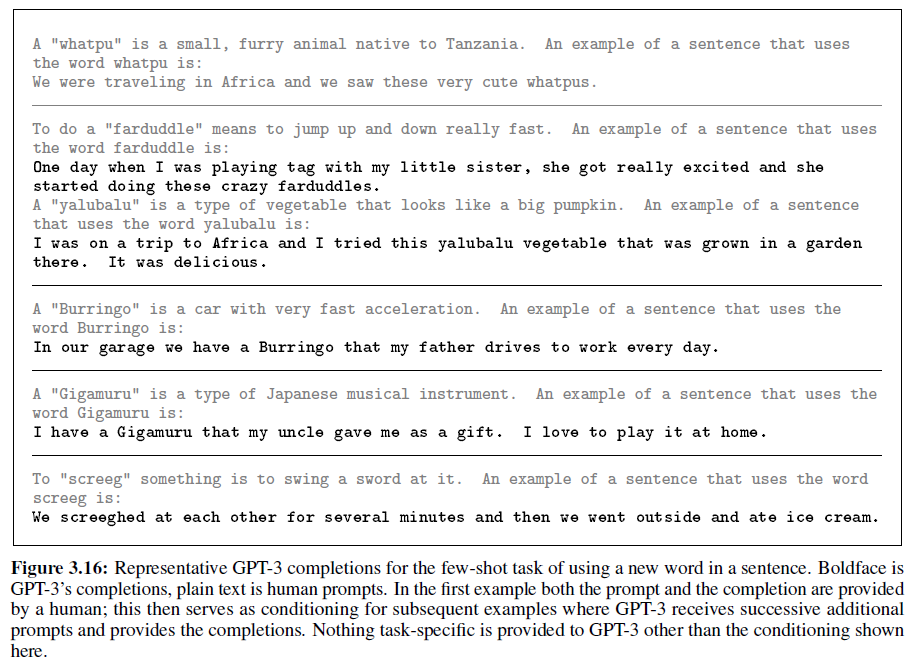 A "whatpu" is a small, furry animal native to Tanzania. An example of a sentence that uses
the word whatpu is:
We were traveling in Africa and we saw these very cute whatpus.
To do a "farduddle" means to jump up and down really fast. An example of a sentence that uses
the word farduddle is:
One day when I was playing tag with my little sister, she got really excited and she
started doing these crazy farduddles.
A "yalubalu" is a type of vegetable that looks like a big pumpkin. An example of a sentence
that uses the word yalubalu is:
I was on a trip to Africa and I tried this yalubalu vegetable that was grown in a garden
there. It was delicious.
A "Burringo" is a car with very fast acceleration. An example of a sentence that uses the
word Burringo is:
In our garage we have a Burringo that my father drives to work every day.
A "Gigamuru" is a type of Japanese musical instrument. An example of a sentence that uses the
word Gigamuru is:
I have a Gigamuru that my uncle gave me as a gift. I love to play it at home.
To "screeg" something is to swing a sword at it. An example of a sentence that uses the word
screeg is:
We screeghed at each other for several minutes and then we went outside and ate ice cream.
Figure 3.16: Representative GPT-3 completions for the few-shot task of using a new word in a sentence. Boldface is
GPT-3's completions, plain text is human prompts. In the first example both the prompt and the completion are provided
by a human; this then serves as conditioning for subsequent examples where GPT-3 receives successive additional
prompts and provides the completions. Nothing task-specific is provided to GPT-3 other than the conditioning shown
here.